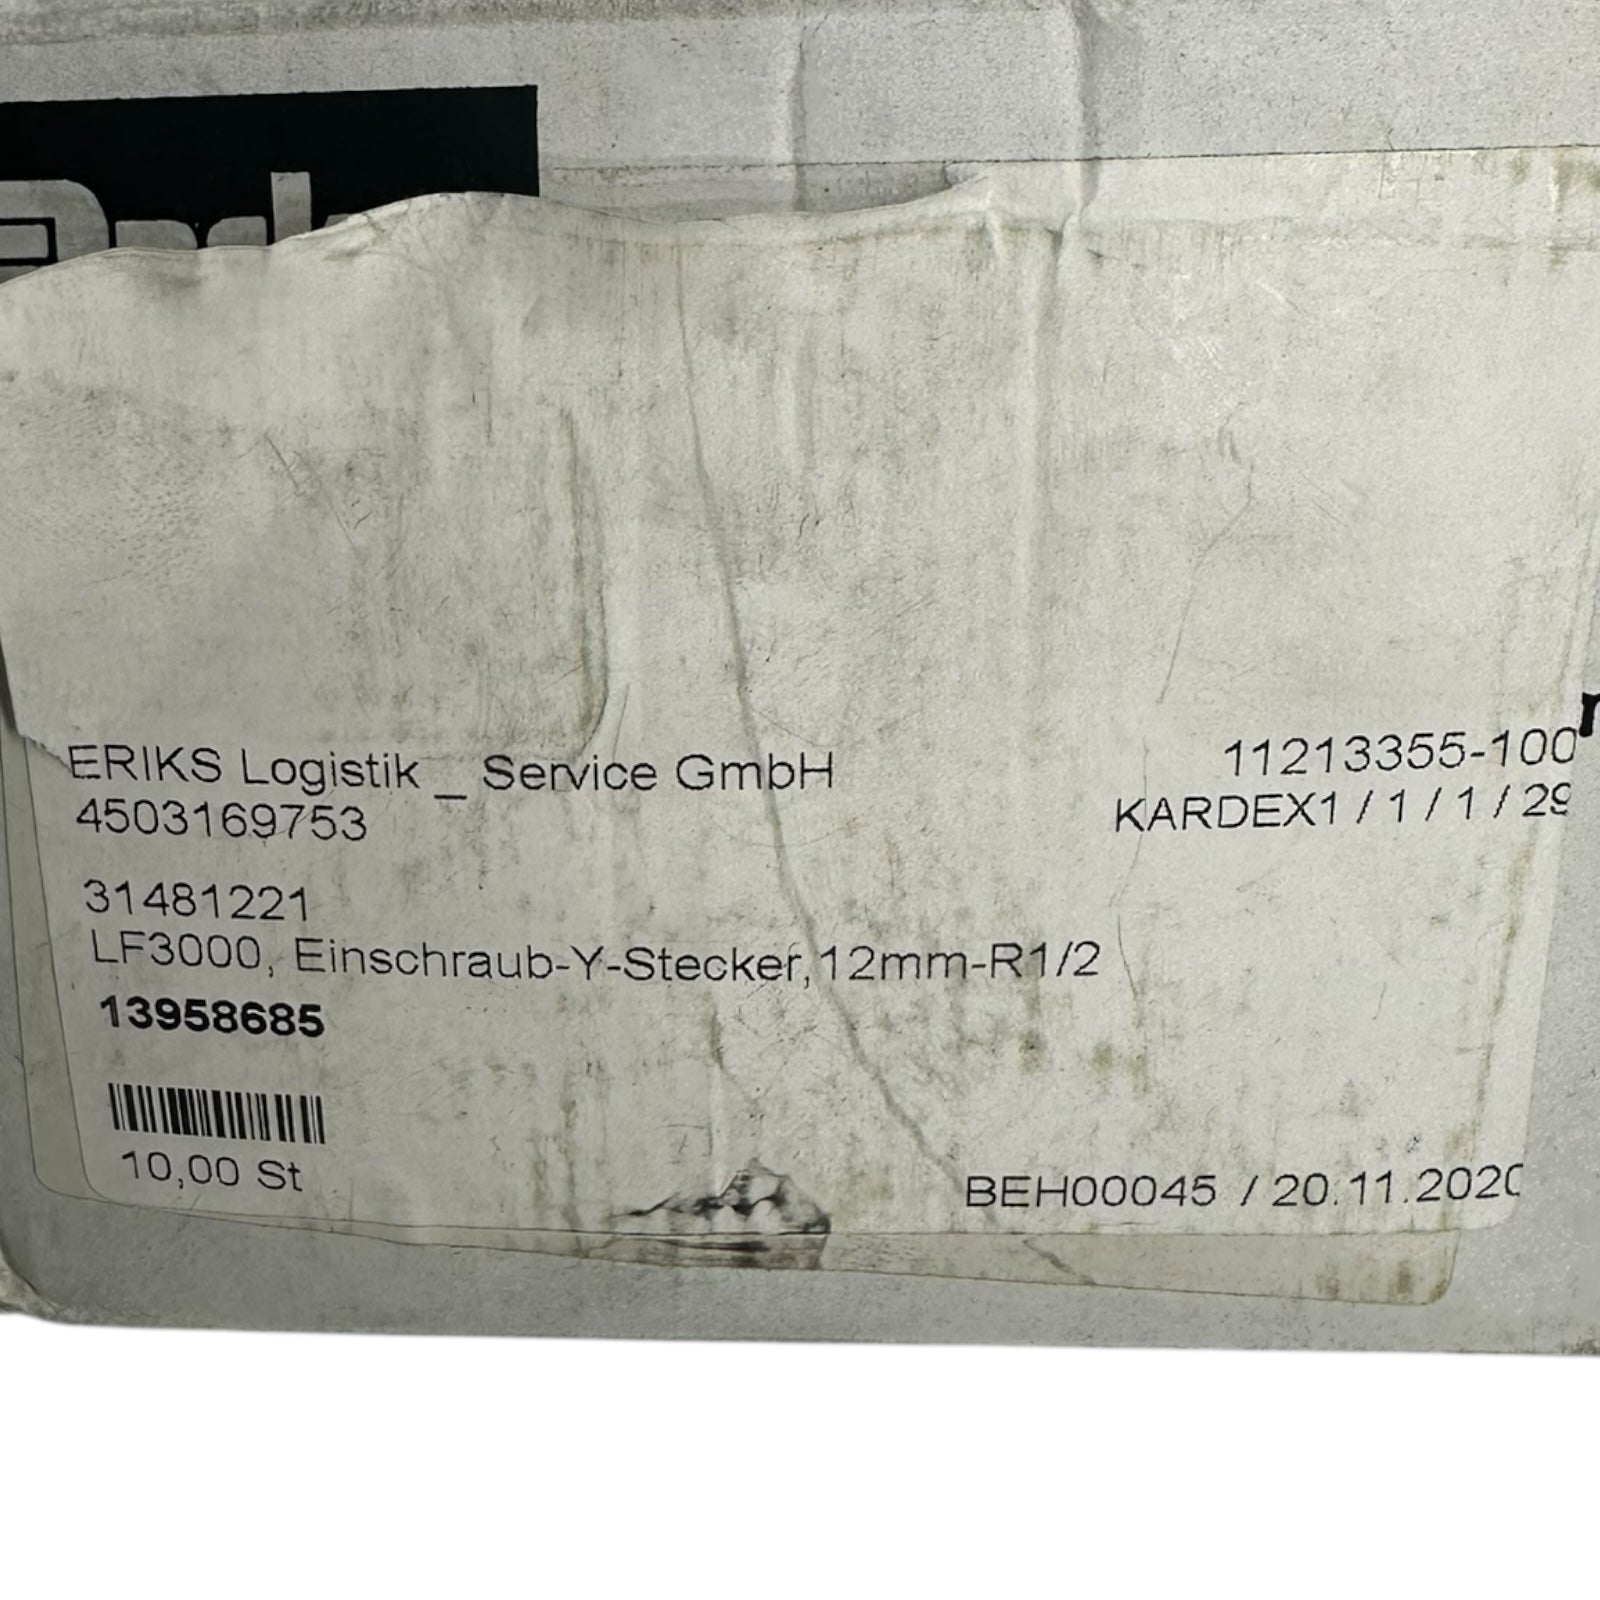 ERIKS Logistik _ Service GmbH
4503169753
11213355-100
KARDEX1 / 1 / 1 / 29
31481221
LF3000, Einschraub-Y-Stecker,12mm-R1/2
13958685
10,00 St
BEH00045 / 20.11.2020